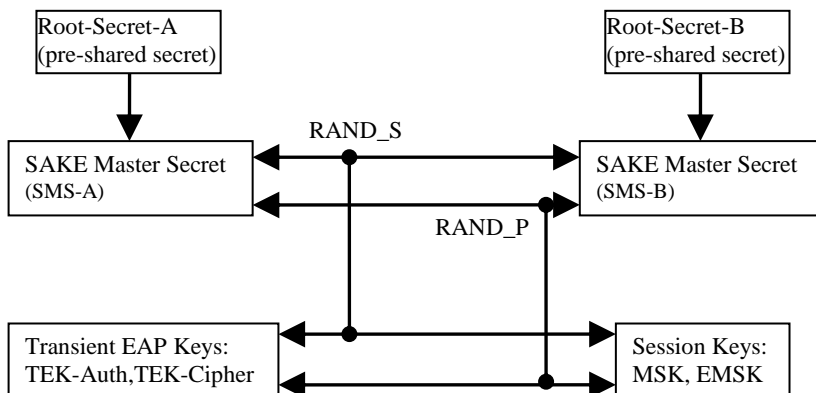 Root-Secret-A
(pre-shared secret)
Root-Secret-B
(pre-shared secret)
RAND_S
SAKE Master Secret
(SMS-A)
SAKE Master Secret
(SMS-B)
RAND_P
Transient EAP Keys:
TEK-Auth,TEK-Cipher
Session Keys:
MSK, EMSK